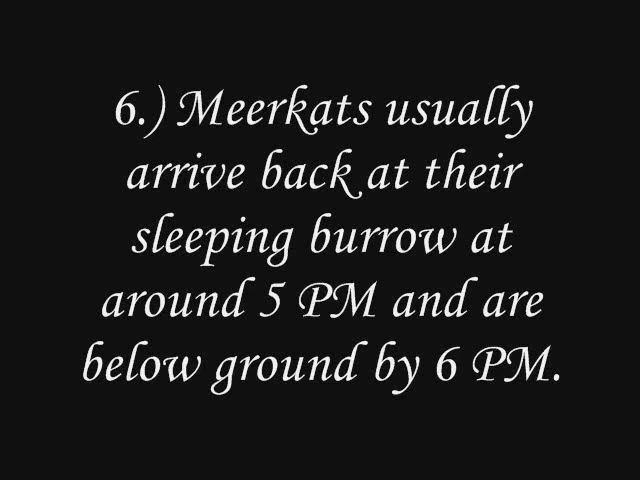 6.) Meerkats usually
arrive back at their
sleeping burrow at
around 5 PM and are
below ground by 6 PM.